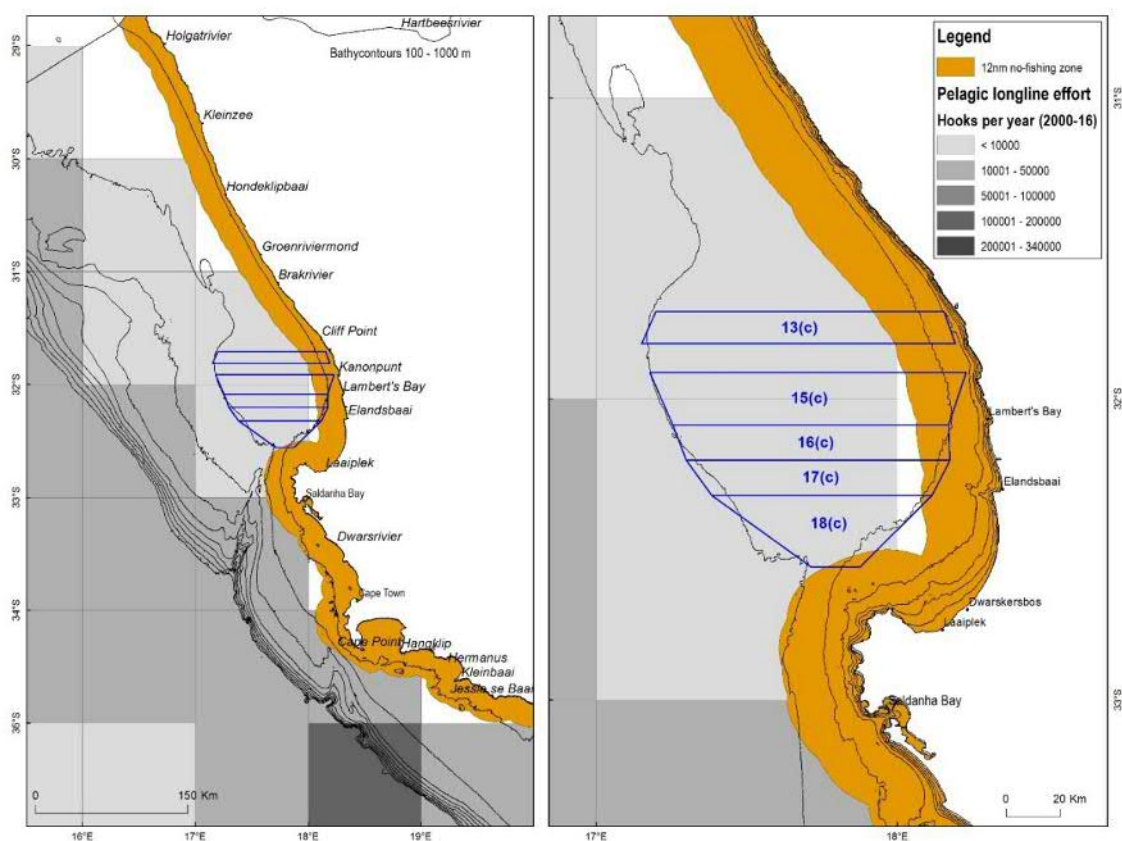 Hartbeesrivier
Bathycontours 100 - 1000 m
Holgatrivier
Kleinzee
Hondeklipbaai
Groenriviermond
Brakrivier
Cliff Point
Kanonpunt
Lambert's Bay
Elandsbaai
Laaiplek
Saldanha Bay
Dwarsrivier
Cape Town
Cape Point
Hangklip
Hermanus
Kleinbaai
Jessie se Baai
29°S
30°S
31°S
32°S
33°S
34°S
35°S
0 150 Km
16°E 17°E 18°E 19°E
Legend
12nm no-fishing zone
Pelagic longline effort
Hooks per year (2000-16)
< 10000
10001 - 50000
50001 - 100000
100001 - 200000
200001 - 340000
13(c)
15(c)
16(c)
17(c)
18(c)
Lambert's Bay
Elandsbaai
Dwarskersbos
Laaiplek
Saldanha Bay
31°S
32°S
33°S
0 20 Km
17°E 18°E